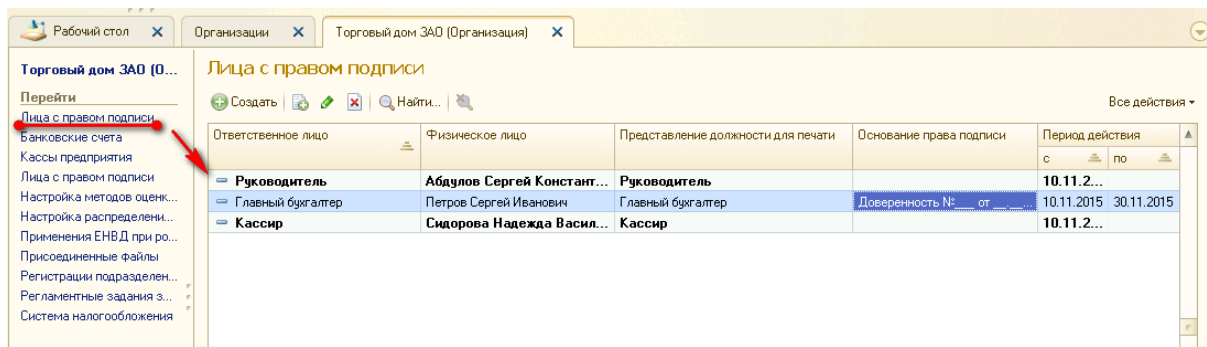 Рабочий стол
Организации
Торговый дом ЗАО (Организация)
Торговый дом ЗАО (О...
Перейти
Лица с правом подписи
Банковские счета
Кассы предприятия
Лица с правом подписи
Настройка методов оценк...
Настройка распределени...
Применения ЕНВД при ро...
Присоединенные файлы
Регистрации подразделен...
Регламентные задания з...
Система налогообложения
Лица с правом подписи
Создать Найти... Все действия
Ответственное лицо Физическое лицо Представление должности для печати Основание права подписи Период действия
с по
Руководитель Абдулов Сергей Констант... Руководитель 10.11.2...
Главный бухгалтер Петров Сергей Иванович Главный бухгалтер Доверенность №___ от __.__... 10.11.2015 30.11.2015
Кассир Сидорова Надежда Васил... Кассир 10.11.2...